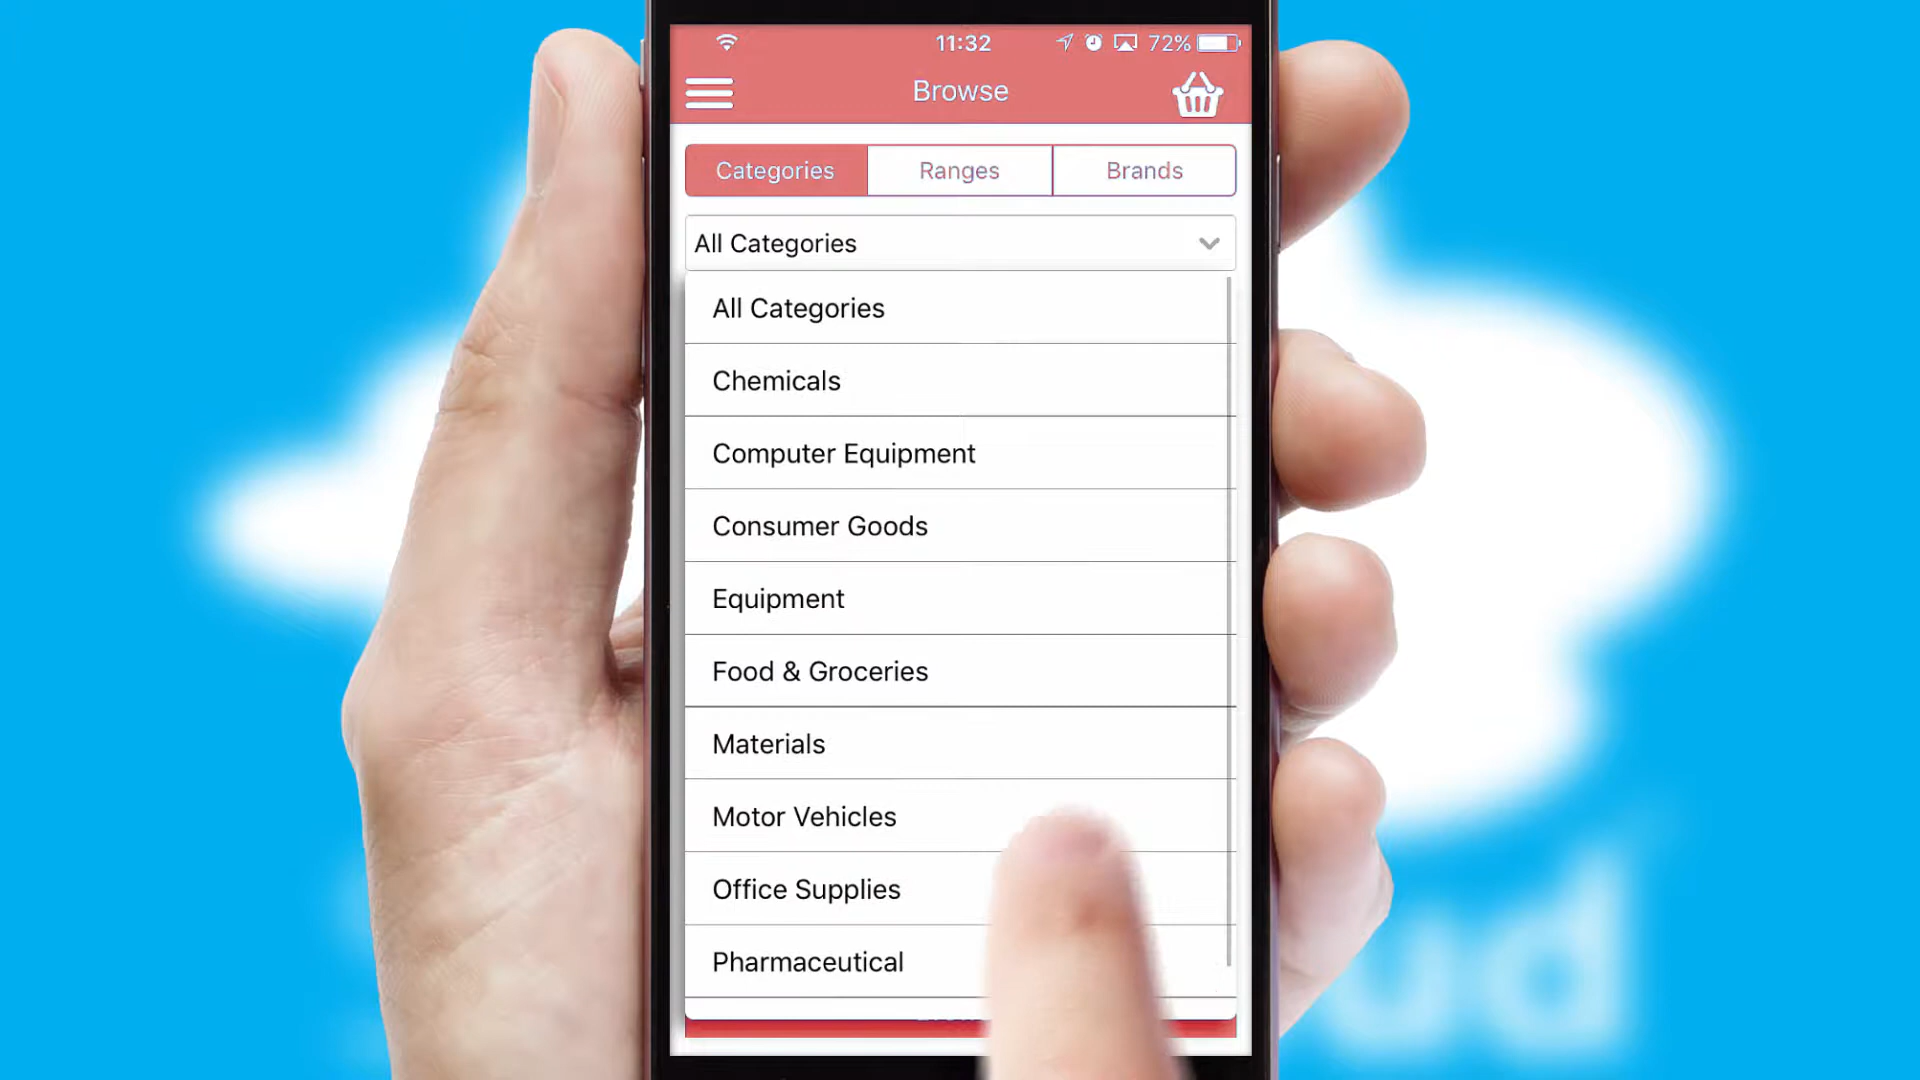 11:32
72%
Browse
Categories
Ranges
Brands
All Categories
All Categories
Chemicals
Computer Equipment
Consumer Goods
Equipment
Food & Groceries
Materials
Motor Vehicles
Office Supplies
Pharmaceutical